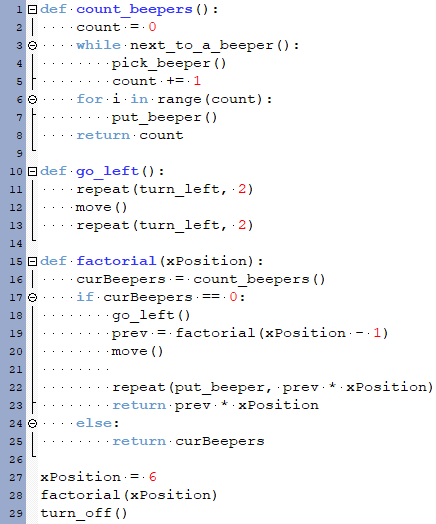 1 def count_beepers():
2     count = 0
3     while next_to_a_beeper():
4         pick_beeper()
5         count += 1
6     for i in range(count):
7         put_beeper()
8     return count
9
10 def go_left():
11     repeat(turn_left, 2)
12     move()
13     repeat(turn_left, 2)
14
15 def factorial(xPosition):
16     curBeepers = count_beepers()
17     if curBeepers == 0:
18         go_left()
19         prev = factorial(xPosition - 1)
20         move()
21
22         repeat(put_beeper, prev * xPosition)
23         return prev * xPosition
24     else:
25         return curBeepers
26
27 xPosition = 6
28 factorial(xPosition)
29 turn_off()